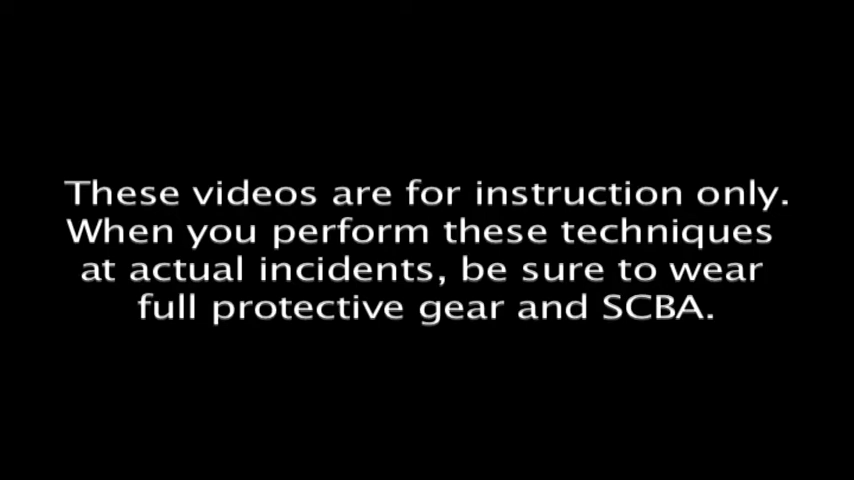 These videos are for instruction only.
When you perform these techniques
at actual incidents, be sure to wear
full protective gear and SCBA.